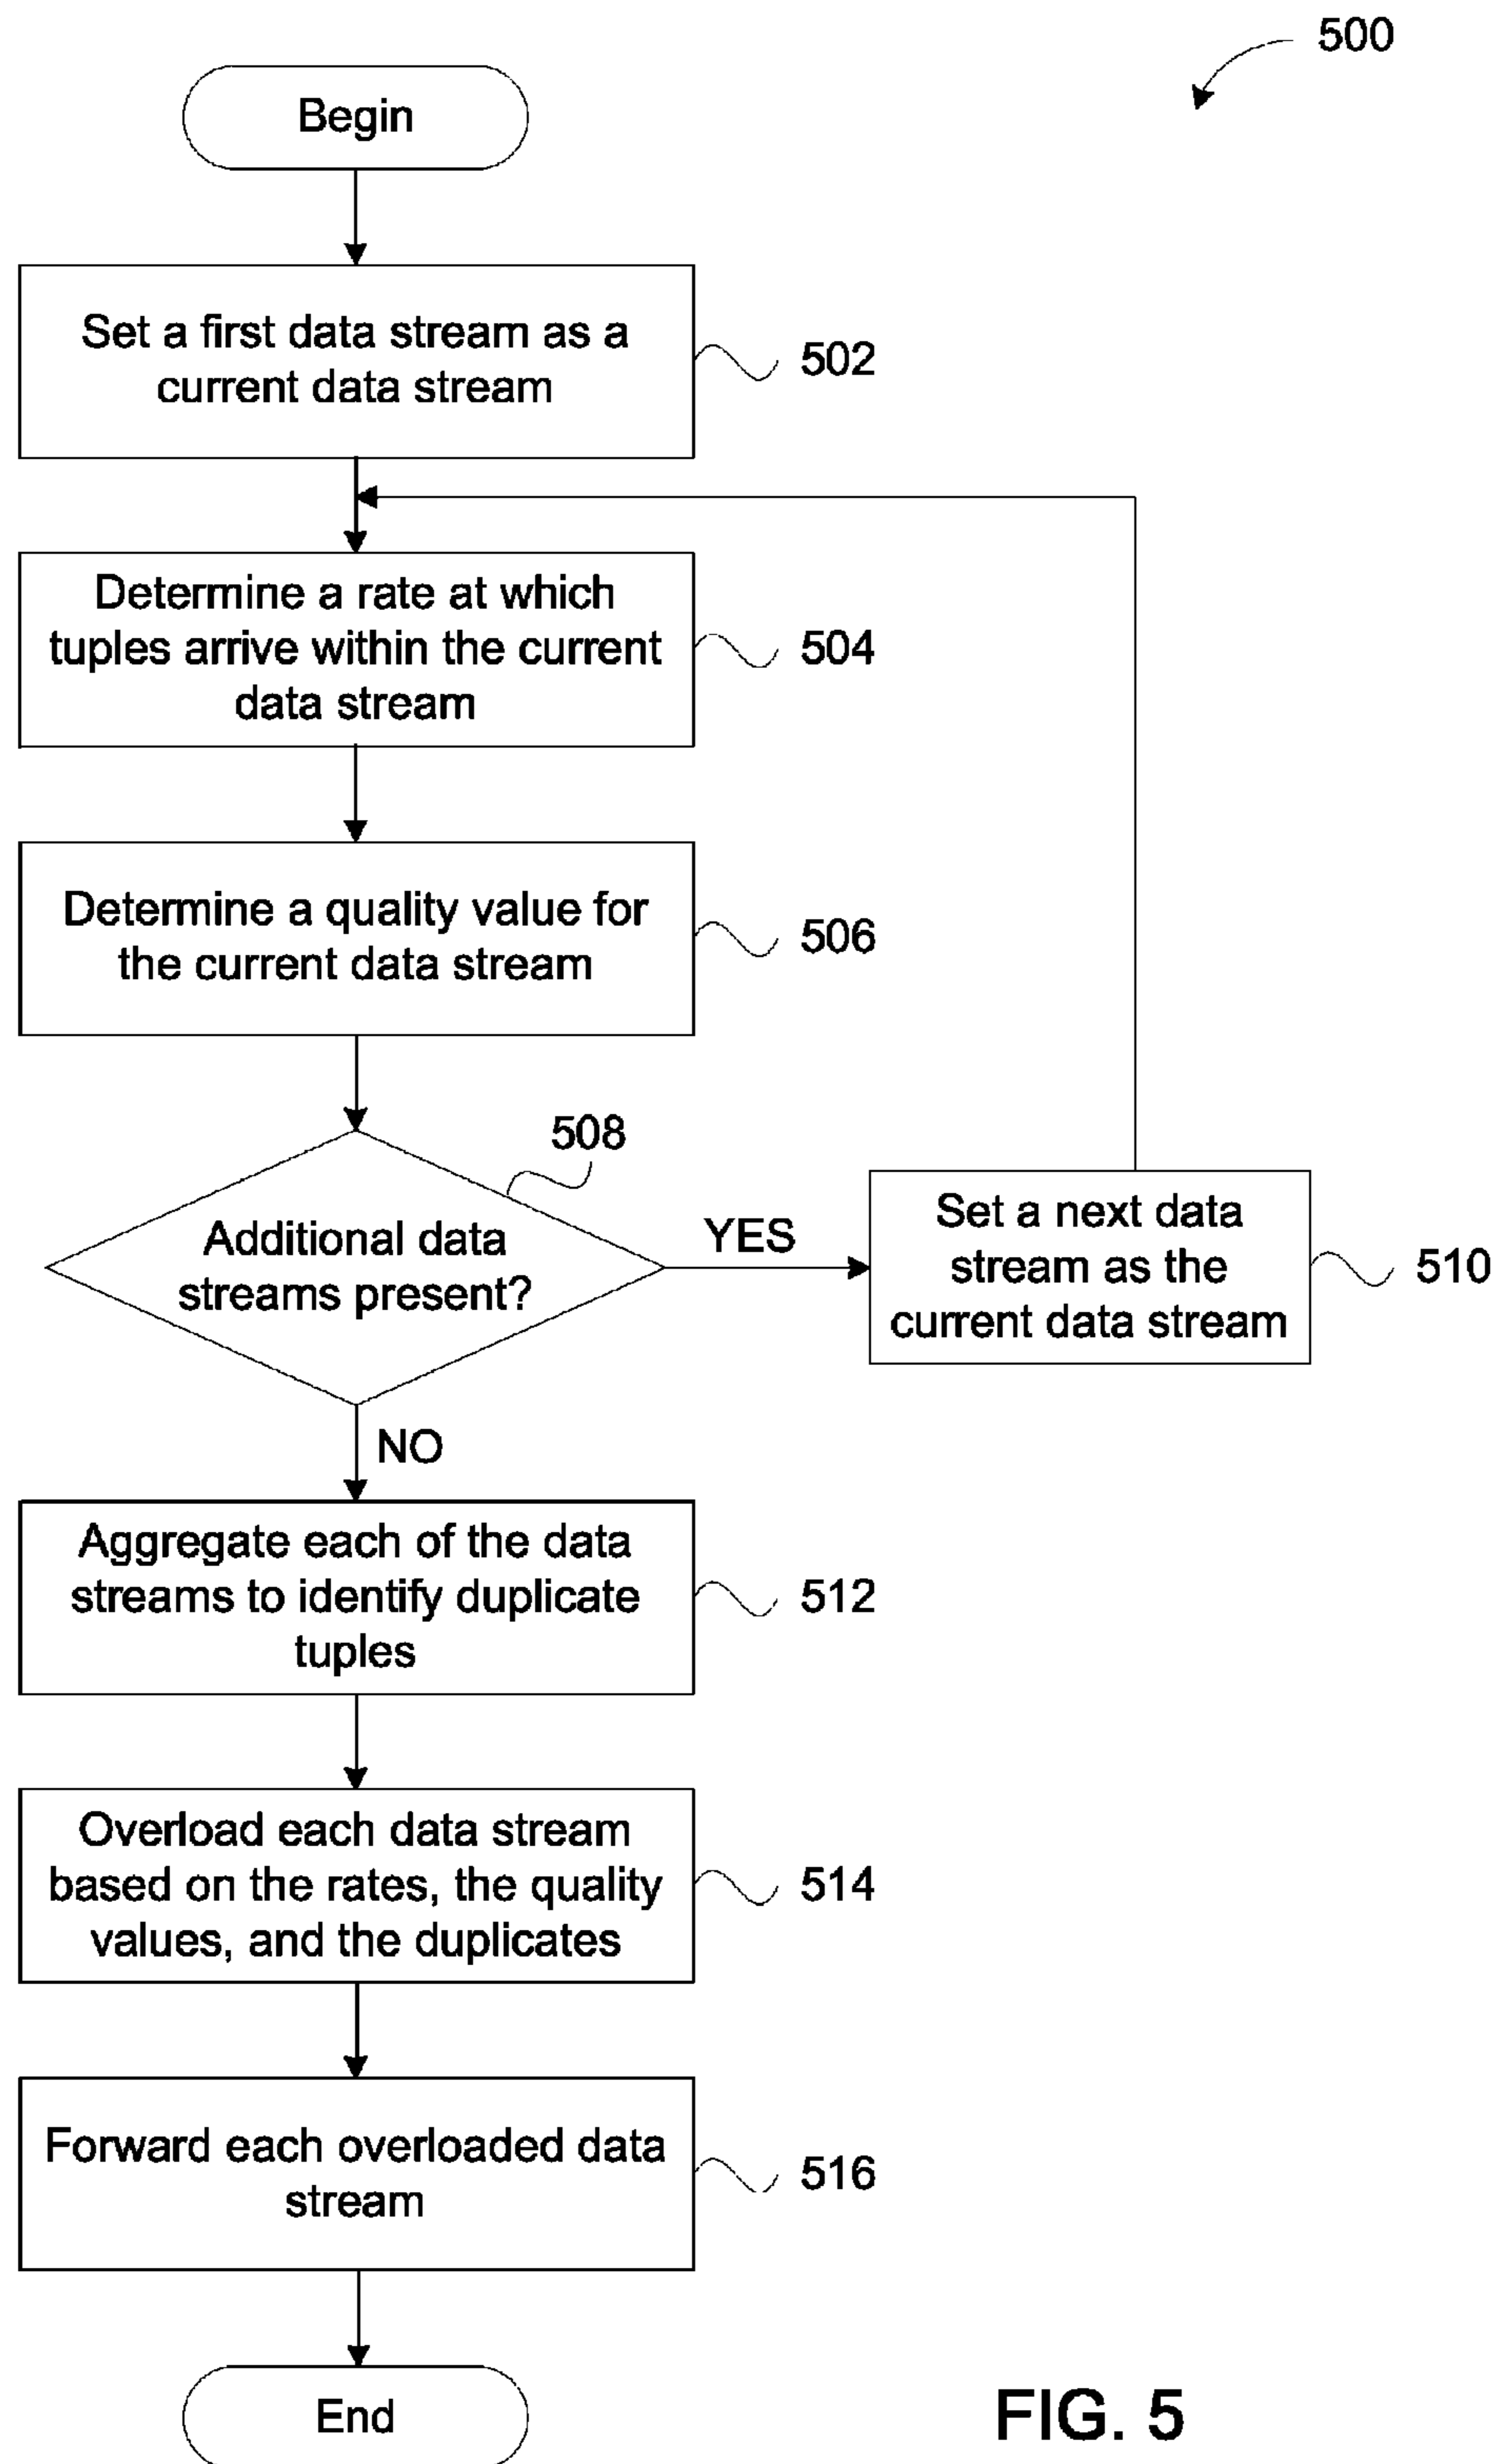 500
Begin
Set a first data stream as a
current data stream
502
Determine a rate at which
tuples arrive within the current
data stream
504
Determine a quality value for
the current data stream
506
508
Additional data
streams present?
YES
Set a next data
stream as the
current data stream
510
NO
Aggregate each of the data
streams to identify duplicate
tuples
512
Overload each data stream
based on the rates, the quality
values, and the duplicates
514
Forward each overloaded data
stream
516
End
FIG. 5